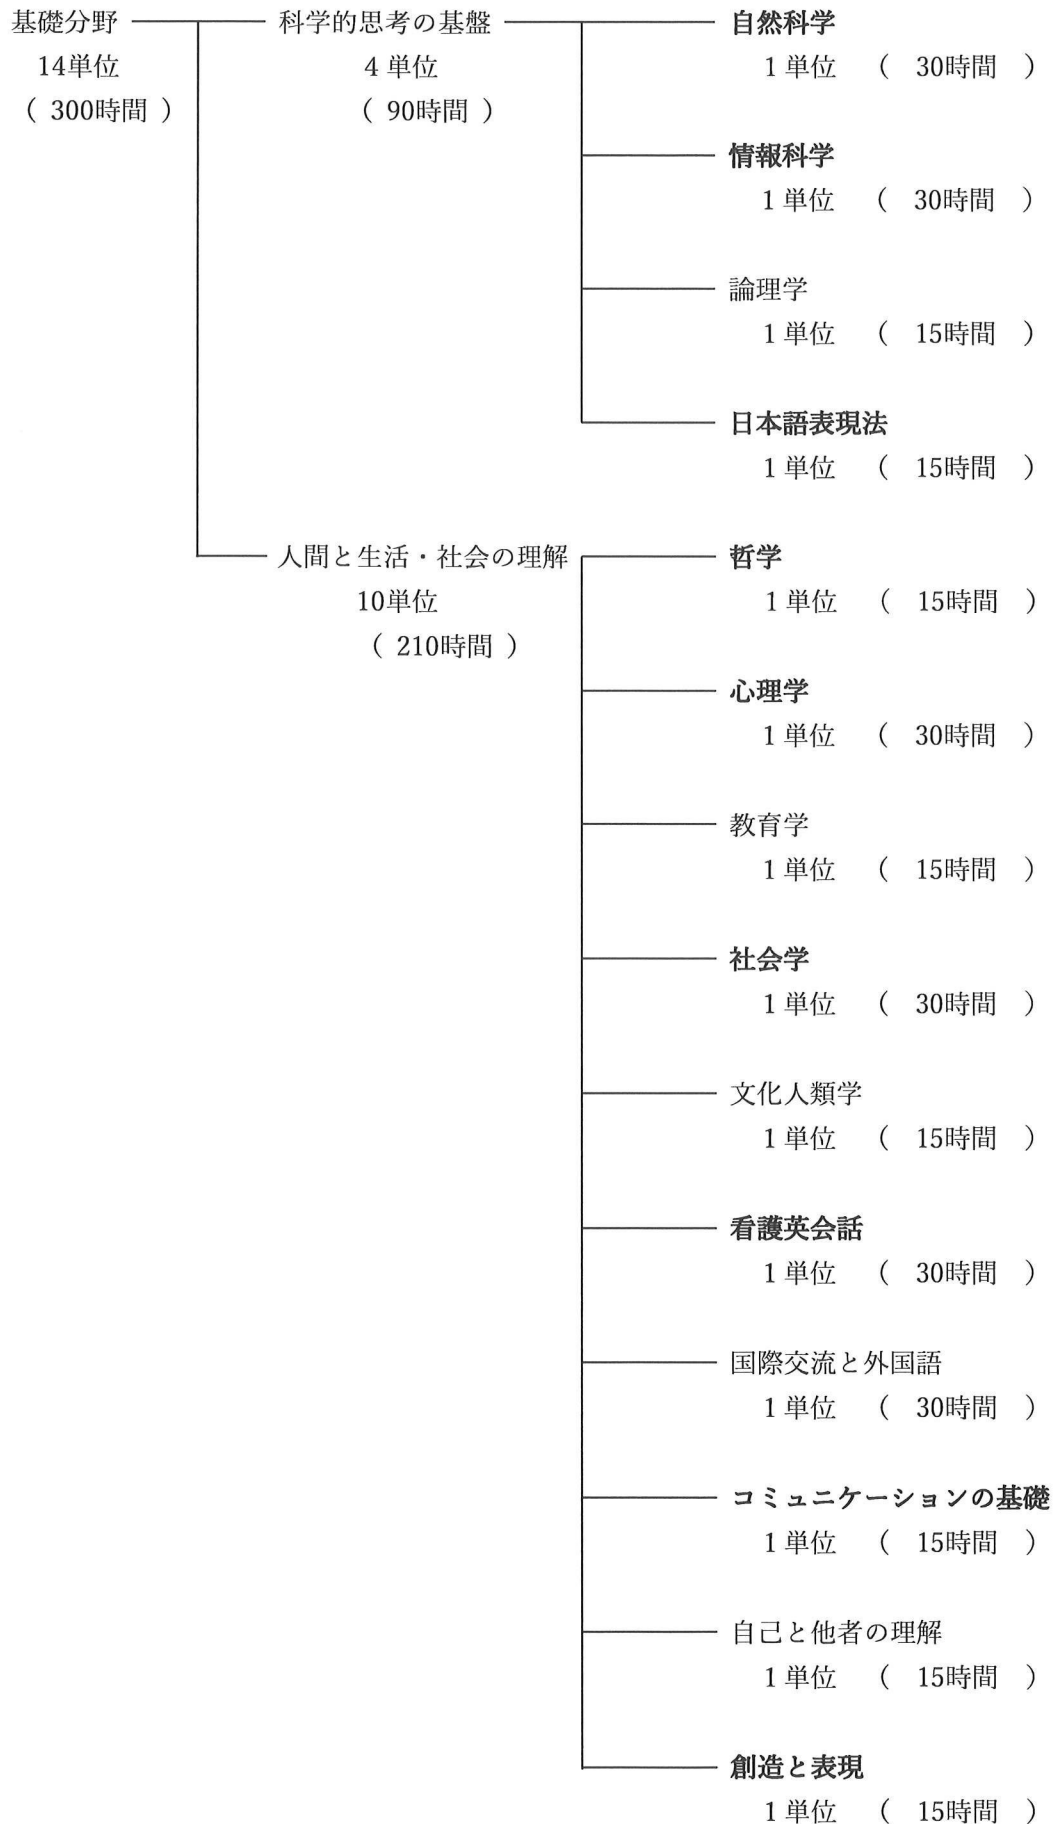 基礎分野
14単位
（ 300時間 ）
科学的思考の基盤
4 単位
（ 90時間 ）
自然科学
1 単位 （ 30時間 ）
情報科学
1 単位 （ 30時間 ）
論理学
1 単位 （ 15時間 ）
日本語表現法
1 単位 （ 15時間 ）
人間と生活・社会の理解
10単位
（ 210時間 ）
哲学
1 単位 （ 15時間 ）
心理学
1 単位 （ 30時間 ）
教育学
1 単位 （ 15時間 ）
社会学
1 単位 （ 30時間 ）
文化人類学
1 単位 （ 15時間 ）
看護英会話
1 単位 （ 30時間 ）
国際交流と外国語
1 単位 （ 30時間 ）
コミュニケーションの基礎
1 単位 （ 15時間 ）
自己と他者の理解
1 単位 （ 15時間 ）
創造と表現
1 単位 （ 15時間 ）